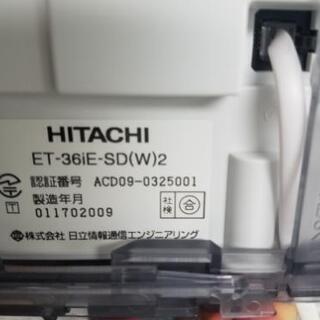 HITACHI
ET-36iE-SD(W)2
認証番号 ACD09-0325001
製造年月
011702009
社検 合
株式会社 日立情報通信エンジニアリング